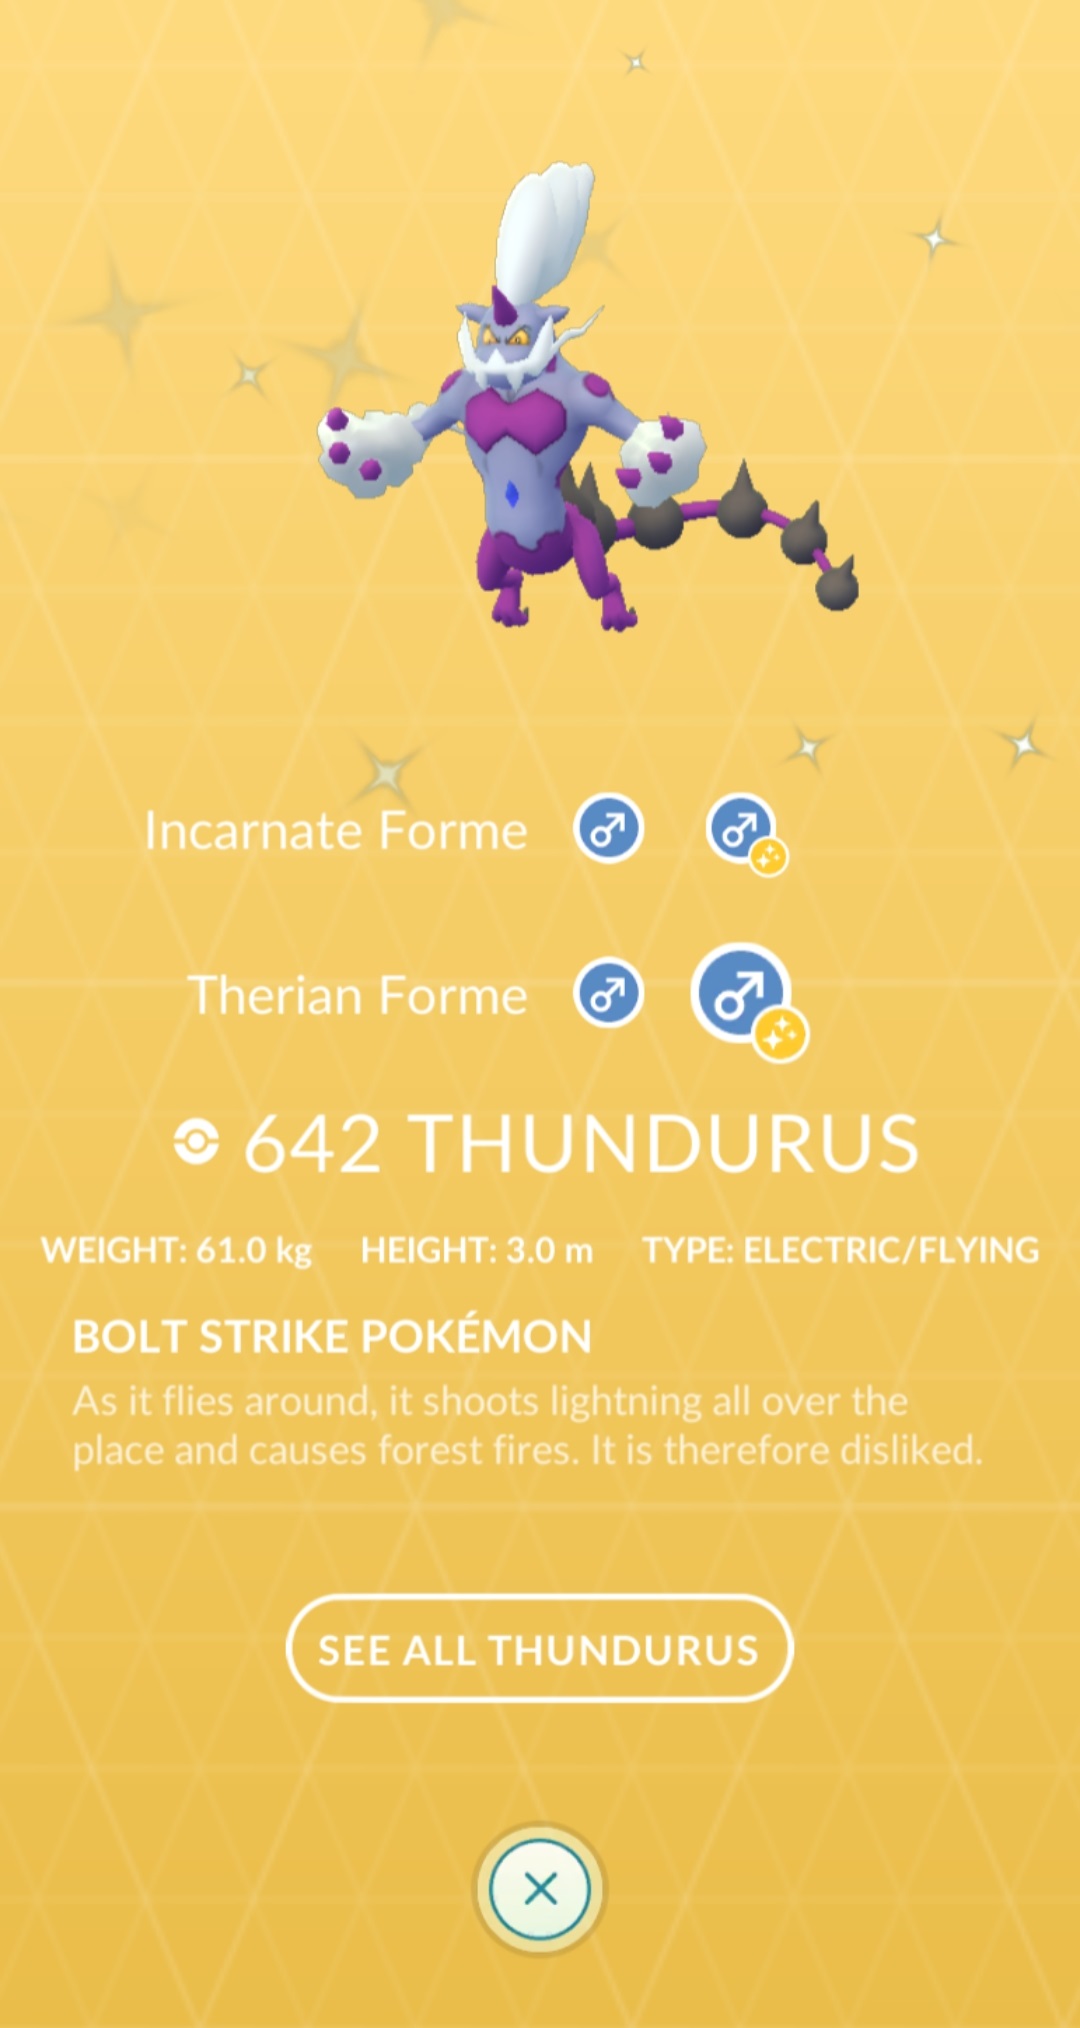 Incarnate Forme
Therian Forme
642 THUNDURUS
WEIGHT: 61.0 kg HEIGHT: 3.0 m TYPE: ELECTRIC/FLYING
BOLT STRIKE POKÉMON
As it flies around, it shoots lightning all over the
place and causes forest fires. It is therefore disliked.
SEE ALL THUNDURUS